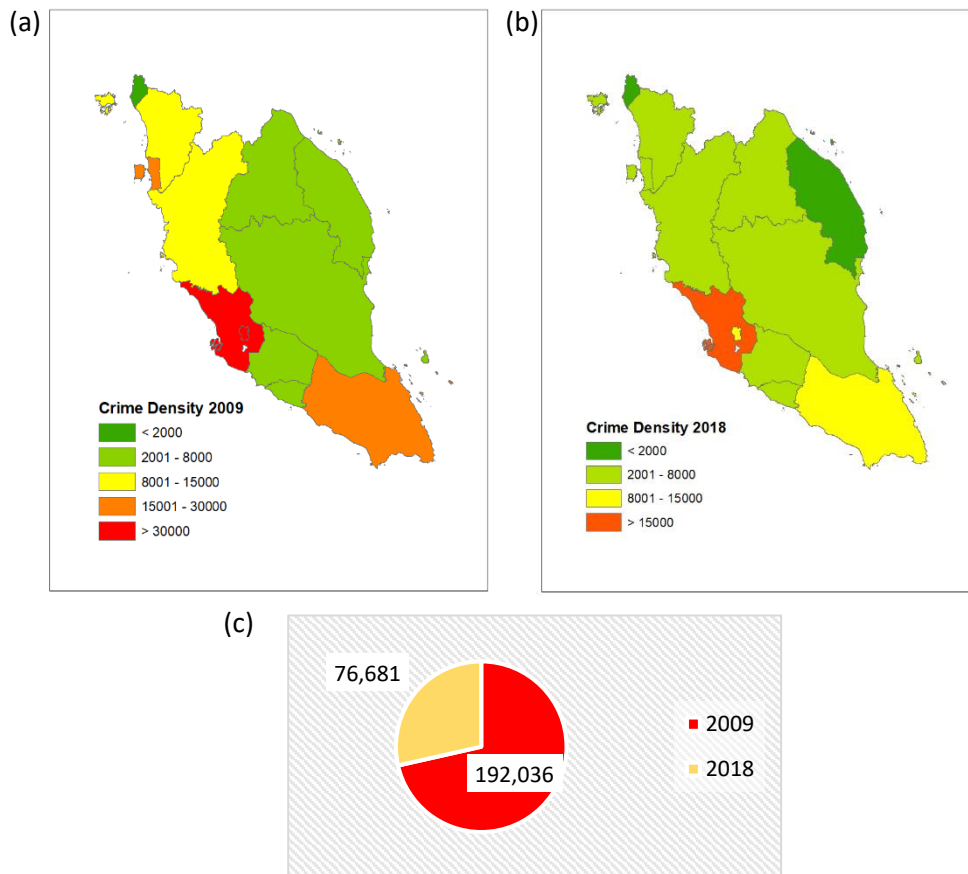 (a)
Crime Density 2009
< 2000
2001 - 8000
8001 - 15000
15001 - 30000
> 30000
(b)
Crime Density 2018
< 2000
2001 - 8000
8001 - 15000
> 15000
(c)
76,681
192,036
2009
2018